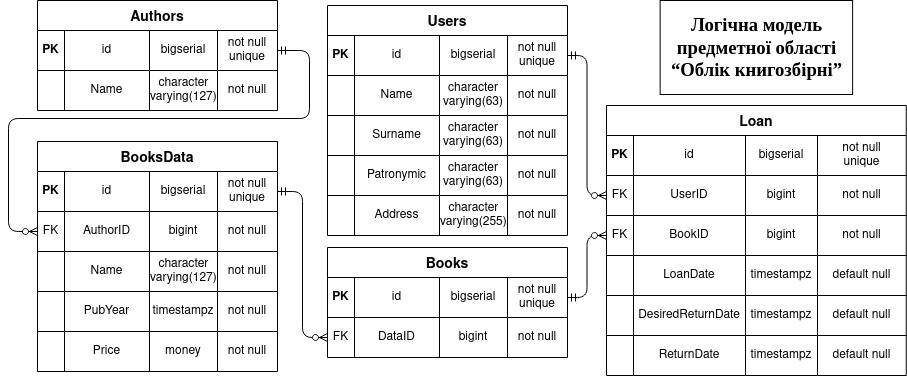 Authors
PK id bigserial not null
unique
Name character
varying(127) not null
BooksData
PK id bigserial not null
unique
FK AuthorID bigint not null
Name character
varying(127) not null
PubYear timestampz not null
Price money not null
Users
PK id bigserial not null
unique
Name character
varying(63) not null
Surname character
varying(63) not null
Patronymic character
varying(63) not null
Address character
varying(255) not null
Books
PK id bigserial not null
unique
FK DataID bigint not null
Логічна модель
предметної області
“Облік книгозбірні”
Loan
PK id bigserial not null
unique
FK UserID bigint not null
FK BookID bigint not null
LoanDate timestampz default null
DesiredReturnDate timestampz default null
ReturnDate timestampz default null